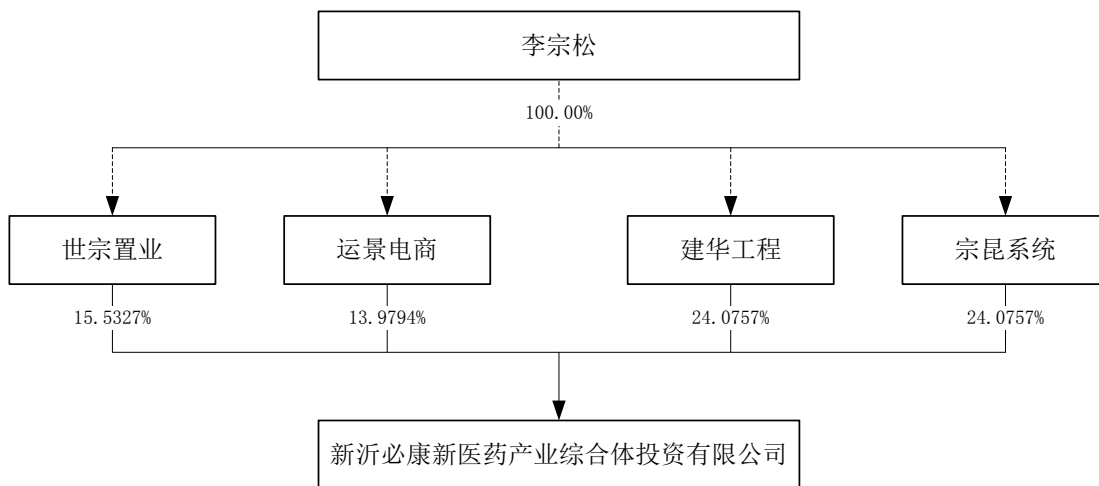 李宗松
100.00%
世宗置业
运景电商
建华工程
宗昆系统
15.5327%
13.9794%
24.0757%
24.0757%
新沂必康新医药产业综合体投资有限公司